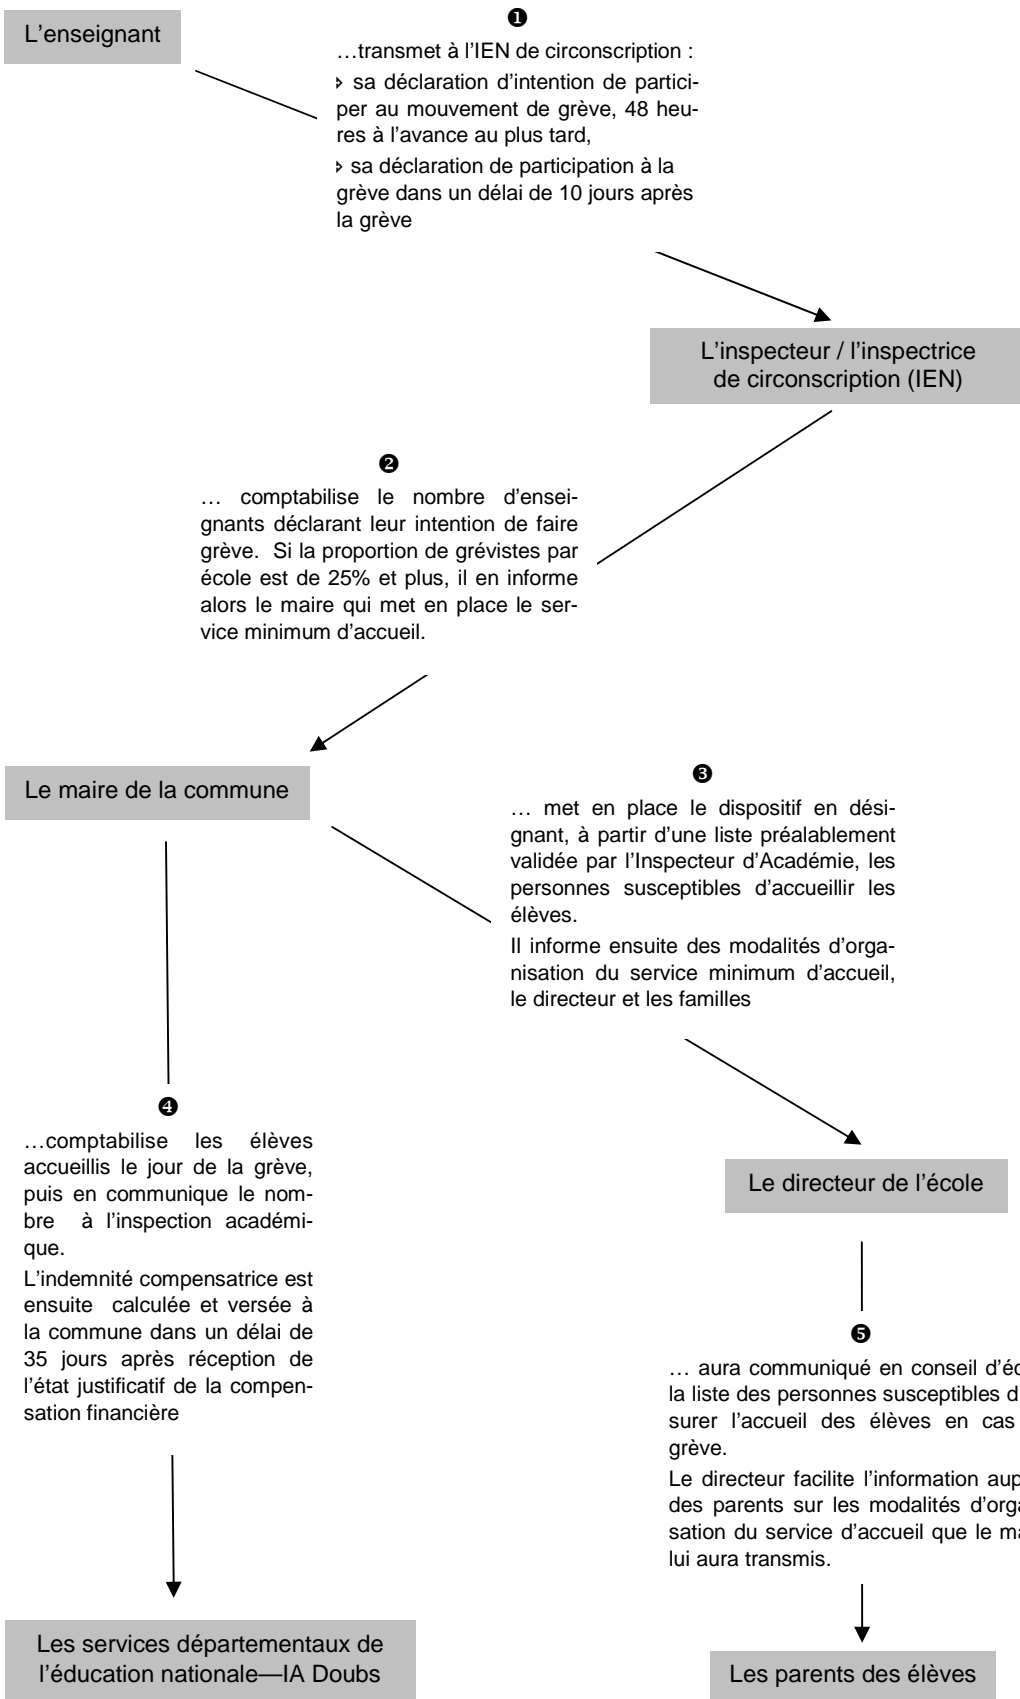 L'enseignant
❶
…transmet à l'IEN de circonscription :
sa déclaration d'intention de partici-
per au mouvement de grève, 48 heu-
res à l'avance au plus tard,
sa déclaration de participation à la
grève dans un délai de 10 jours après
la grève
L'inspecteur / l'inspectrice
de circonscription (IEN)
❷
… comptabilise le nombre d'ensei-
gnants déclarant leur intention de faire
grève. Si la proportion de grévistes par
école est de 25% et plus, il en informe
alors le maire qui met en place le ser-
vice minimum d'accueil.
Le maire de la commune
❸
… met en place le dispositif en dési-
gnant, à partir d'une liste préalablement
validée par l'Inspecteur d'Académie, les
personnes susceptibles d'accueillir les
élèves.
Il informe ensuite des modalités d'orga-
nisation du service minimum d'accueil,
le directeur et les familles
❹
…comptabilise les élèves
accueillis le jour de la grève,
puis en communique le nom-
bre à l'inspection académi-
que.
L'indemnité compensatrice est
ensuite calculée et versée à
la commune dans un délai de
35 jours après réception de
l'état justificatif de la compen-
sation financière
Le directeur de l'école
❺
… aura communiqué en conseil
la liste des personnes susceptibles
surer l'accueil des élèves en cas
grève.
Le directeur facilite l'information
des parents sur les modalités
sation du service d'accueil que le
lui aura transmis.
Les services départementaux de
l'éducation nationale—IA Doubs
Les parents des élèves